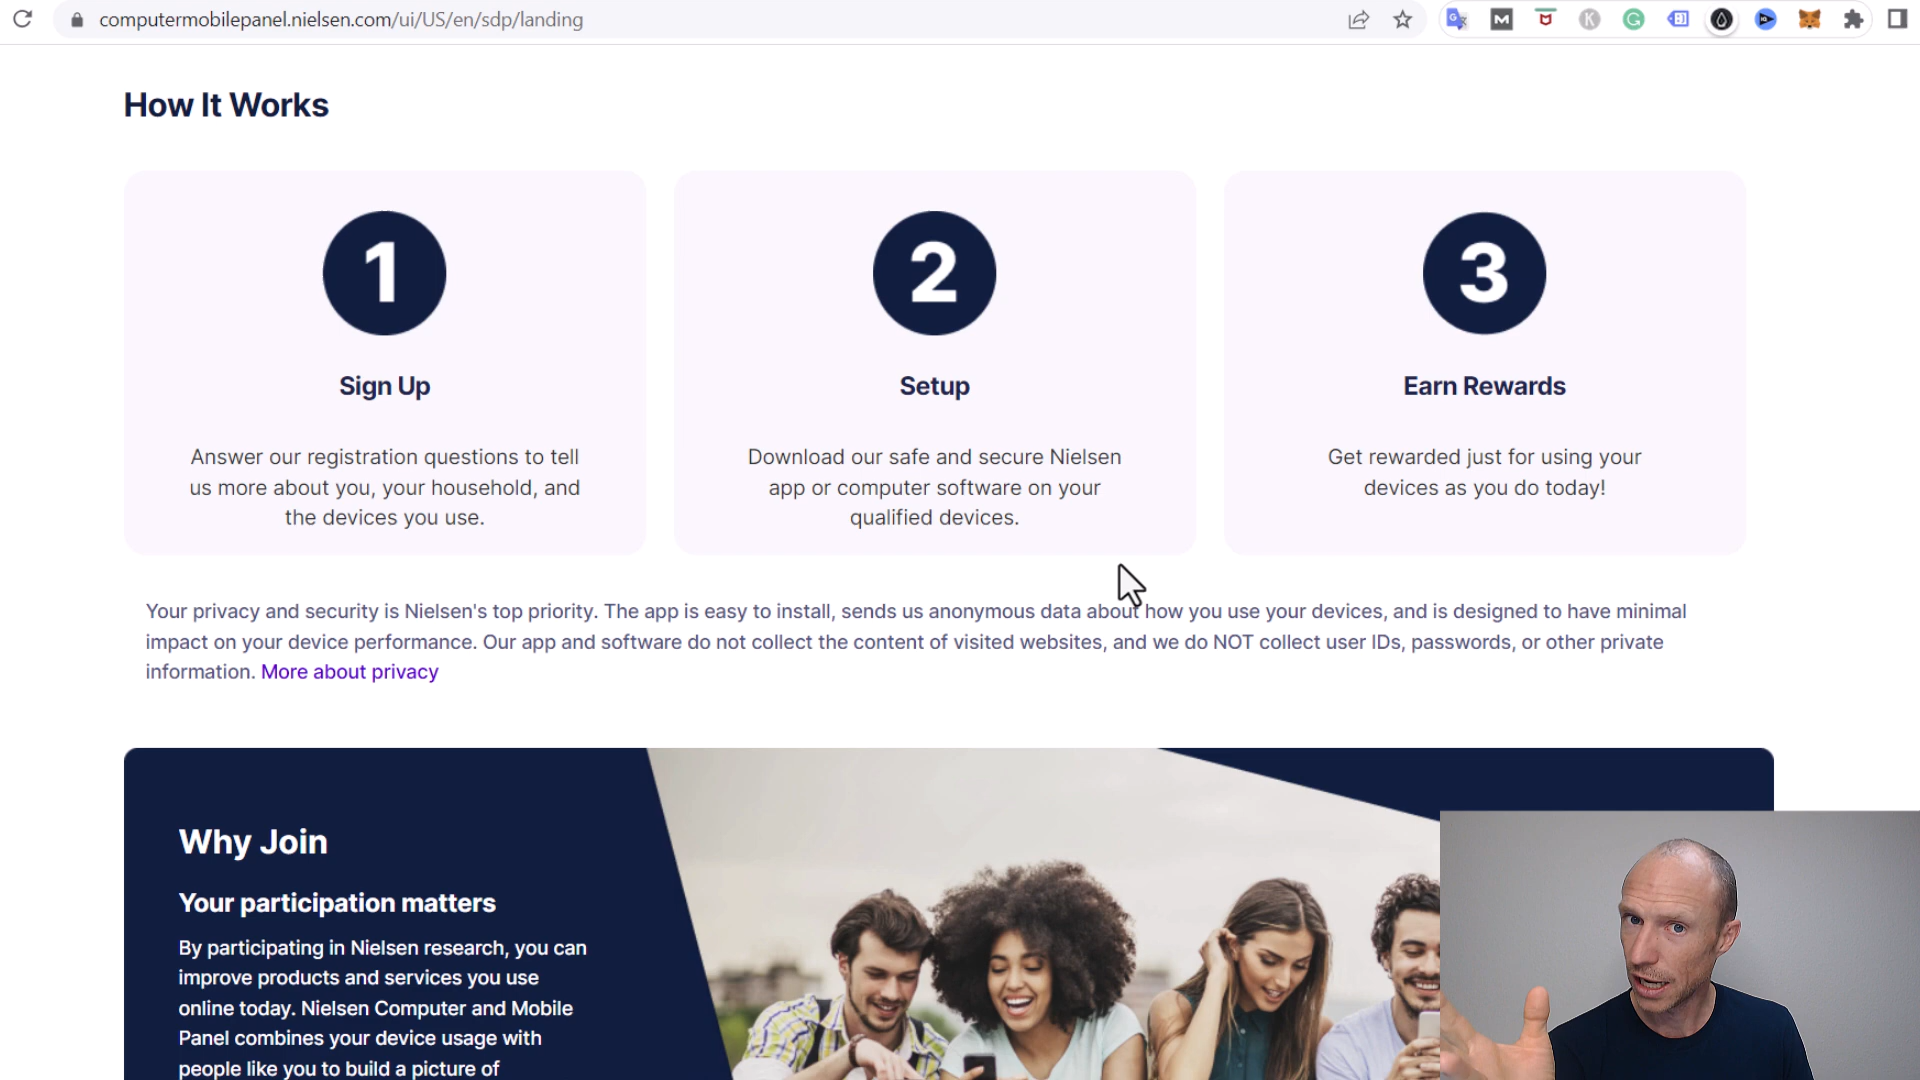 computermobilepanel.nielsen.com/ui/US/en/sdp/landing
How It Works
1
2
3
Sign Up
Setup
Earn Rewards
Answer our registration questions to tell
us more about you, your household, and
the devices you use.
Download our safe and secure Nielsen
app or computer software on your
qualified devices.
Get rewarded just for using your
devices as you do today!
Your privacy and security is Nielsen's top priority. The app is easy to install, sends us anonymous data about how you use your devices, and is designed to have minimal
impact on your device performance. Our app and software do not collect the content of visited websites, and we do NOT collect user IDs, passwords, or other private
information. More about privacy
Why Join
Your participation matters
By participating in Nielsen research, you can
improve products and services you use
online today. Nielsen Computer and Mobile
Panel combines your device usage with
people like you to build a picture of